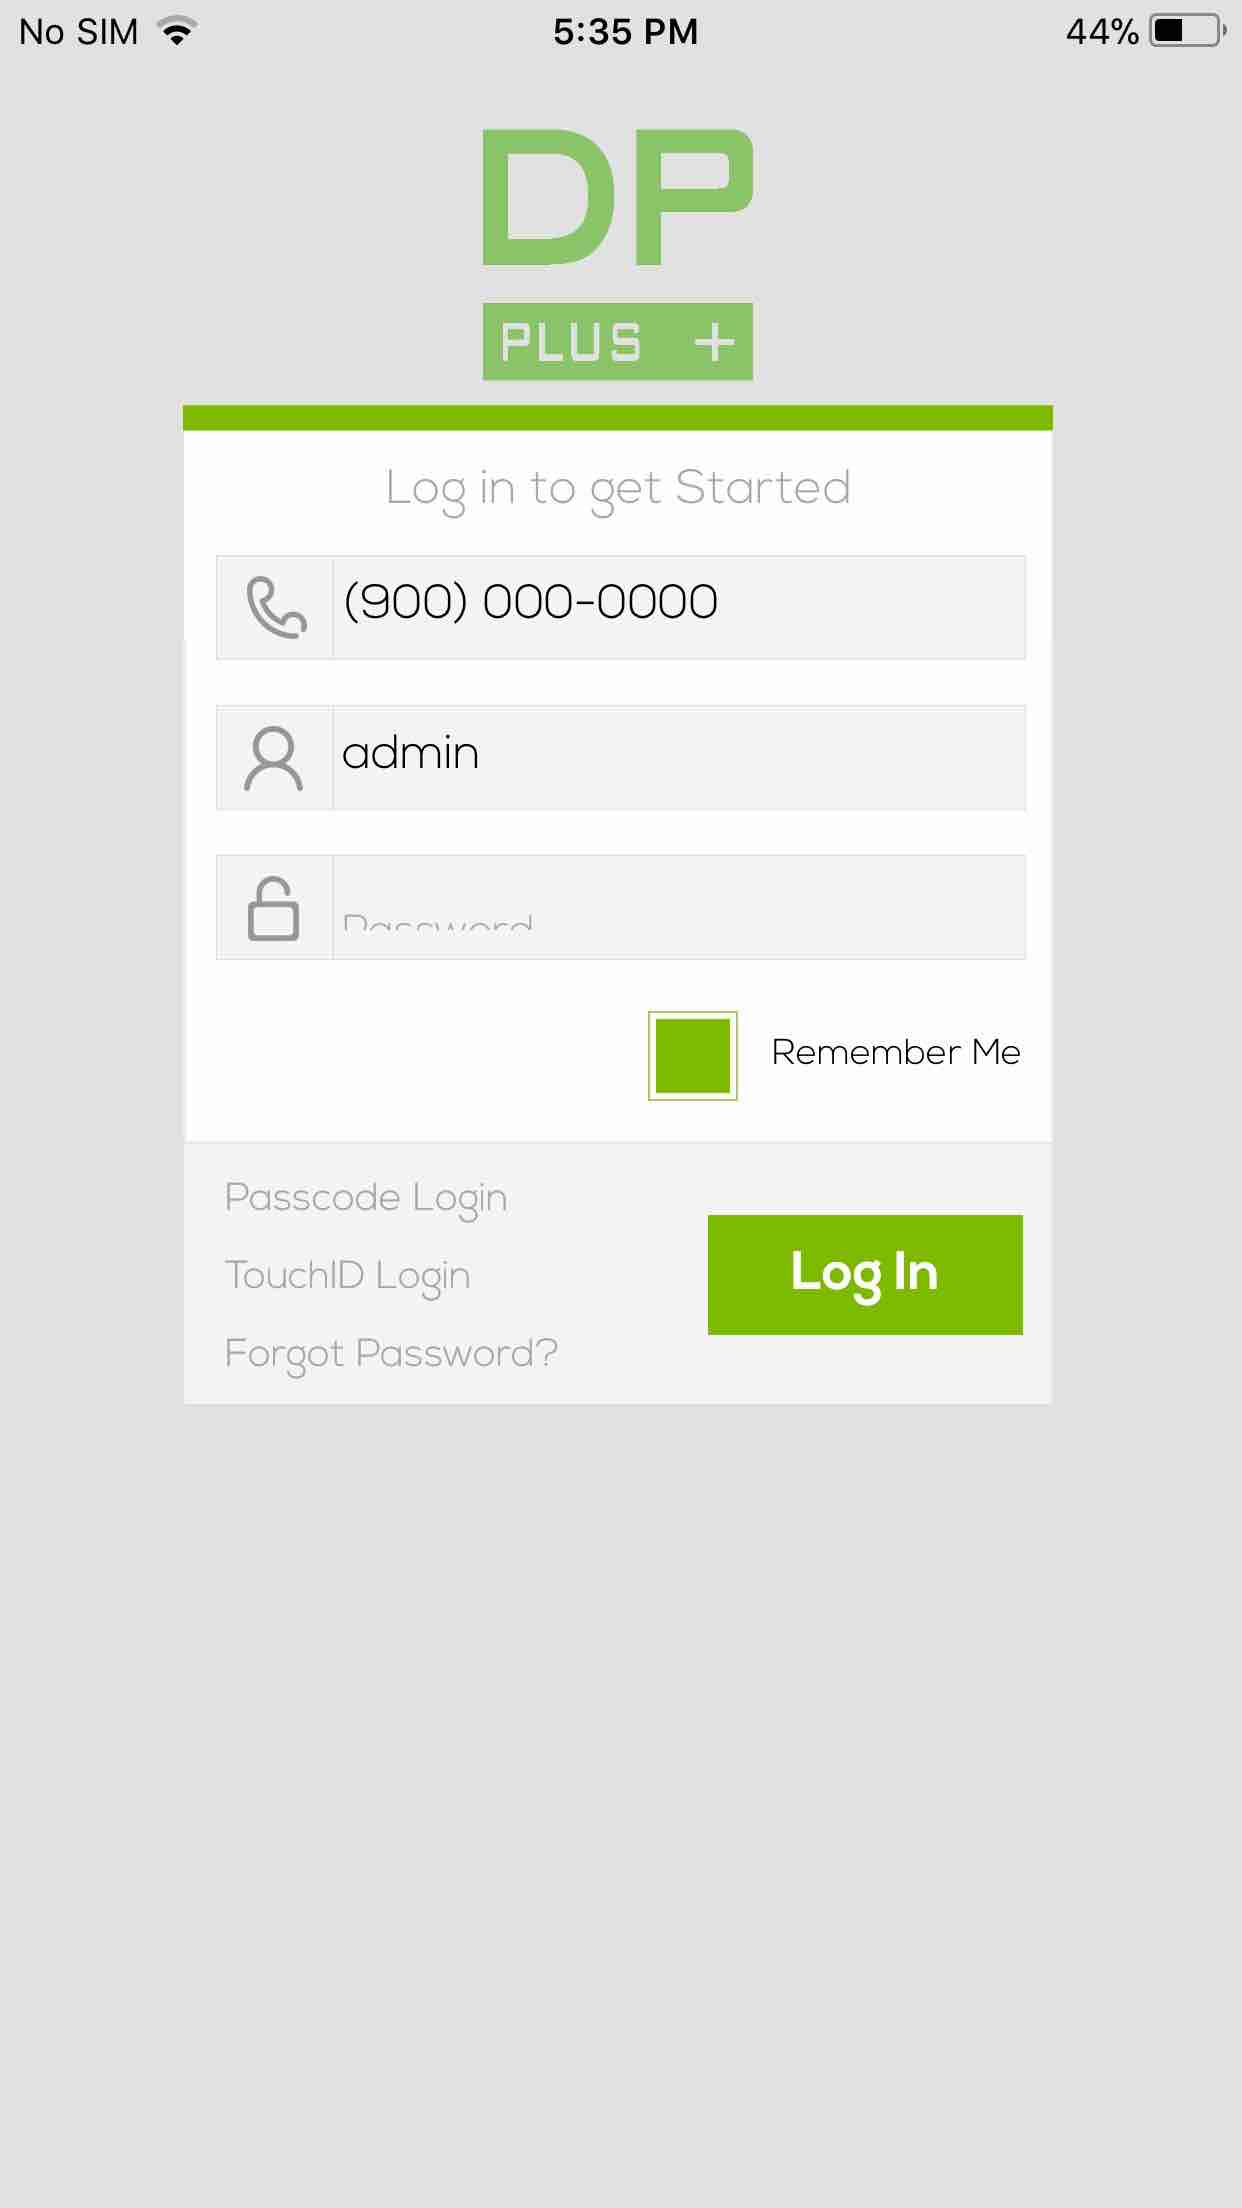 No SIM 5:35 PM 44%
DP
PLUS +
Log in to get Started
(900) 000-0000
admin
Password
Remember Me
Passcode Login
TouchID Login
Log In
Forgot Password?